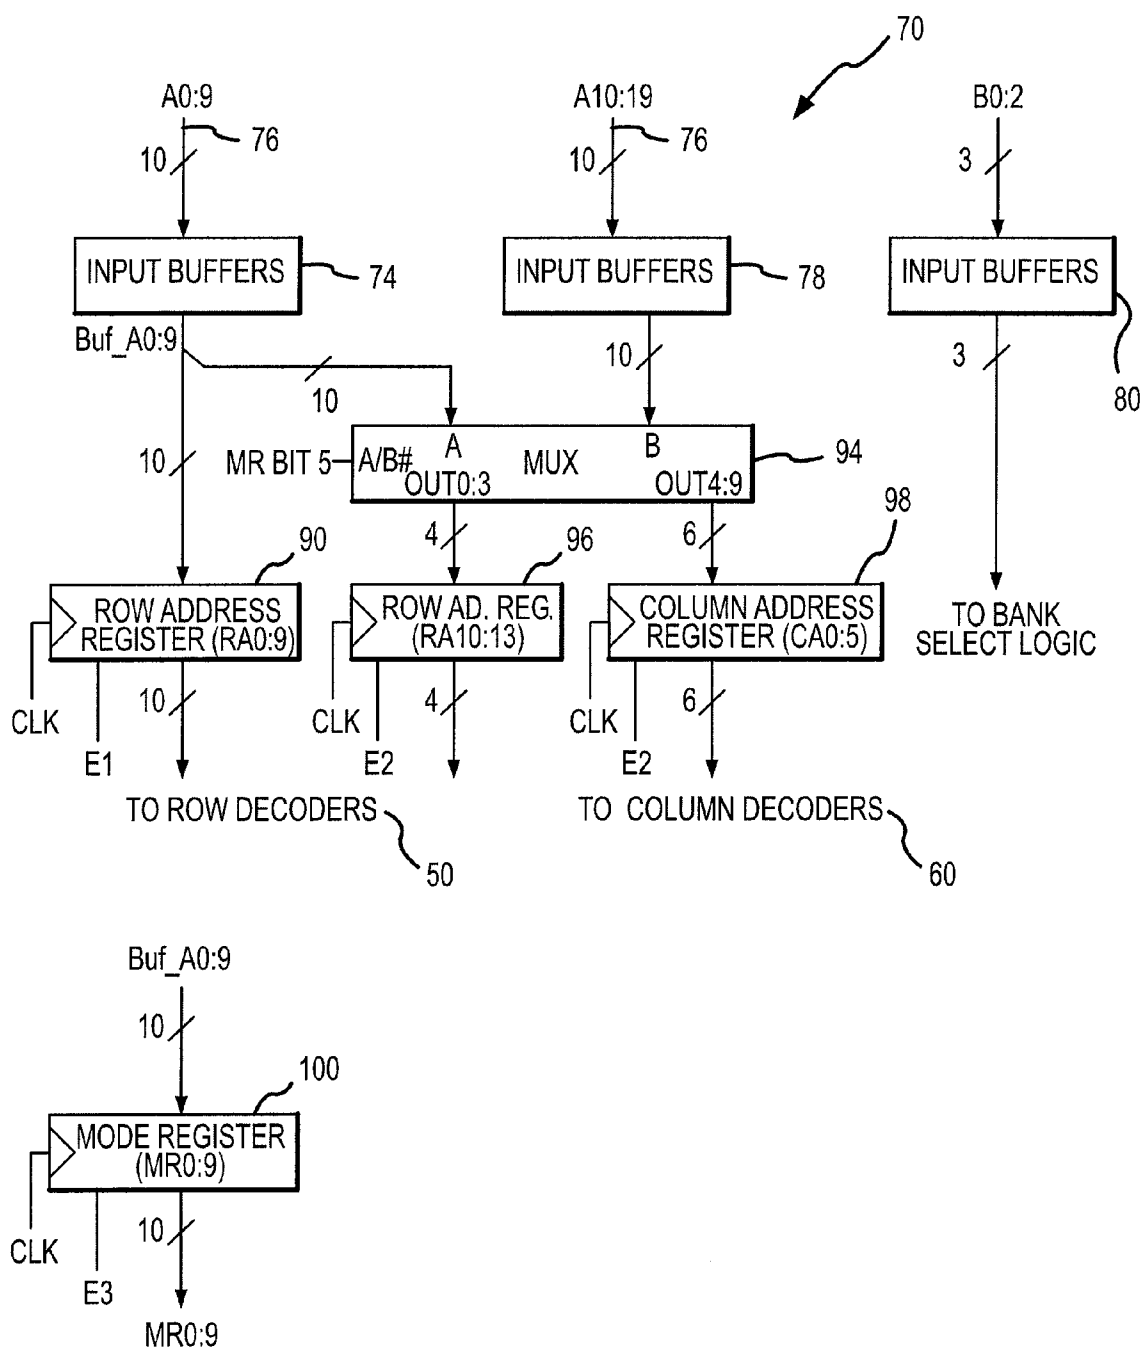 70
A0:9
A10:19
B0:2
76
76
10
10
3
INPUT BUFFERS
74
INPUT BUFFERS
78
INPUT BUFFERS
80
Buf_A0:9
10
10
3
10
MR BIT 5
A/B#
A
MUX
B
OUT0:3
OUT4:9
94
4
6
90
96
98
ROW ADDRESS
REGISTER (RA0:9)
ROW AD. REG.
(RA10:13)
COLUMN ADDRESS
REGISTER (CA0:5)
TO BANK
SELECT LOGIC
CLK
10
CLK
4
CLK
6
E1
E2
E2
TO ROW DECODERS
50
TO COLUMN DECODERS
60
Buf_A0:9
10
100
MODE REGISTER
(MR0:9)
CLK
10
E3
MR0:9